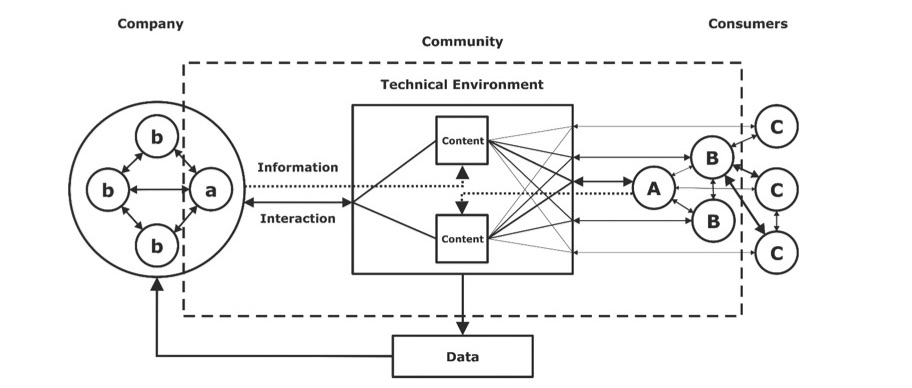 Company
Consumers
Community
Technical Environment
b
C
Content
B
Information
b
a
A
C
Interaction
B
b
Content
C
Data